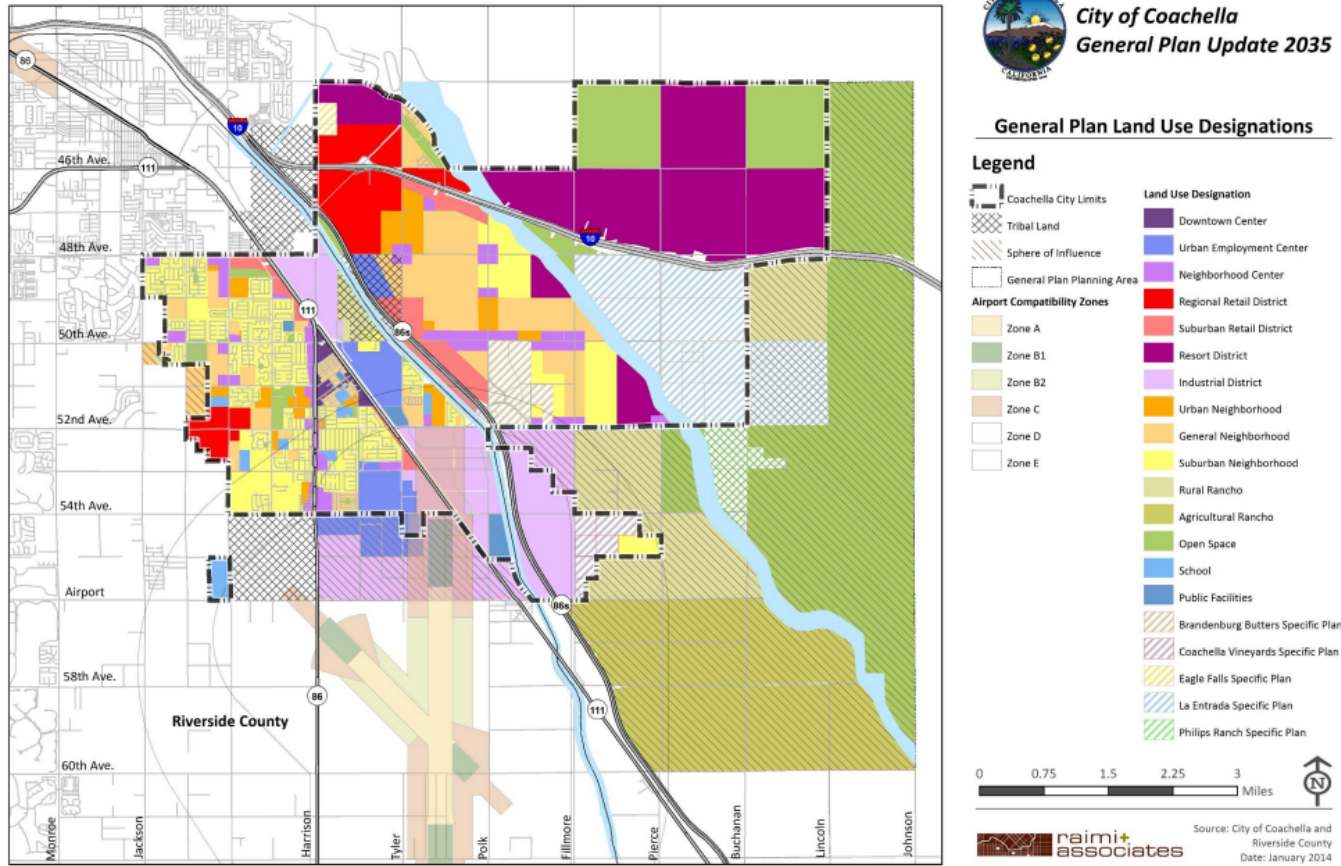 City of Coachella
General Plan Update 2035
CALIFORNIA
General Plan Land Use Designations
Legend
Coachella City Limits
Tribal Land
Sphere of Influence
General Plan Planning Area
Airport Compatibility Zones
Zone A
Zone B1
Zone B2
Zone C
Zone D
Zone E
Land Use Designation
Downtown Center
Urban Employment Center
Neighborhood Center
Regional Retail District
Suburban Retail District
Resort District
Industrial District
Urban Neighborhood
General Neighborhood
Suburban Neighborhood
Rural Rancho
Agricultural Rancho
Open Space
School
Public Facilities
Brandenburg Butters Specific Plan
Coachella Vineyards Specific Plan
Eagle Falls Specific Plan
La Entrada Specific Plan
Philips Ranch Specific Plan
0 0.75 1.5 2.25 3
Miles
N
raimi+
associates
Source: City of Coachella and
Riverside County
Date: January 2014
86
10
46th Ave.
111
48th Ave.
10
111
50th Ave.
86s
52nd Ave.
54th Ave.
Airport
86s
58th Ave.
86
111
Riverside County
60th Ave.
Monroe
Jackson
Harrison
Tyler
Polk
Fillmore
Pierce
Buchanan
Lincoln
Johnson